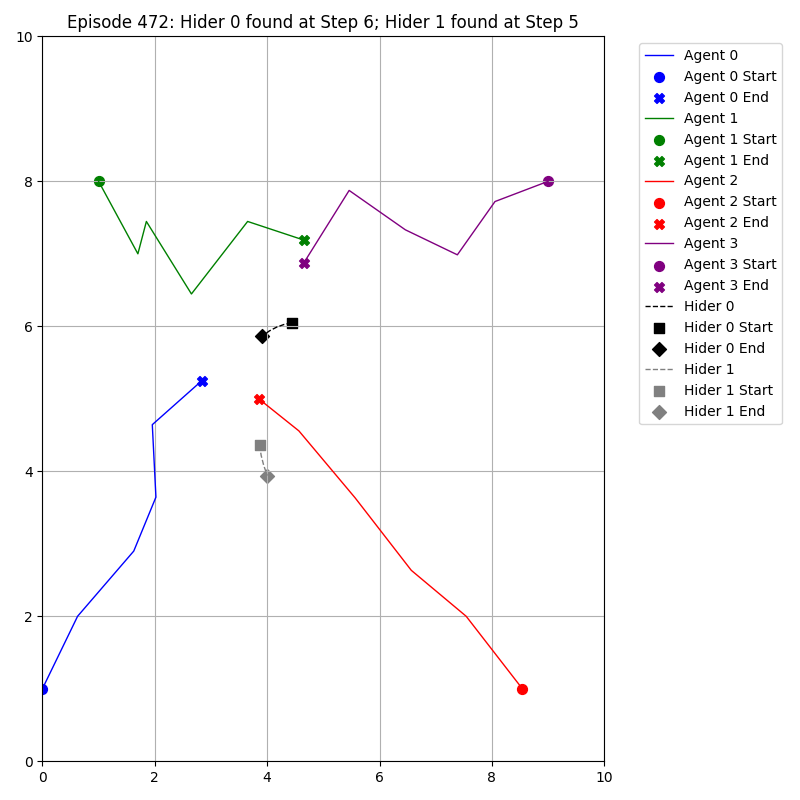 Episode 472: Hider 0 found at Step 6; Hider 1 found at Step 5
10
8
6
4
2
0
0 2 4 6 8 10
Agent 0
Agent 0 Start
Agent 0 End
Agent 1
Agent 1 Start
Agent 1 End
Agent 2
Agent 2 Start
Agent 2 End
Agent 3
Agent 3 Start
Agent 3 End
Hider 0
Hider 0 Start
Hider 0 End
Hider 1
Hider 1 Start
Hider 1 End